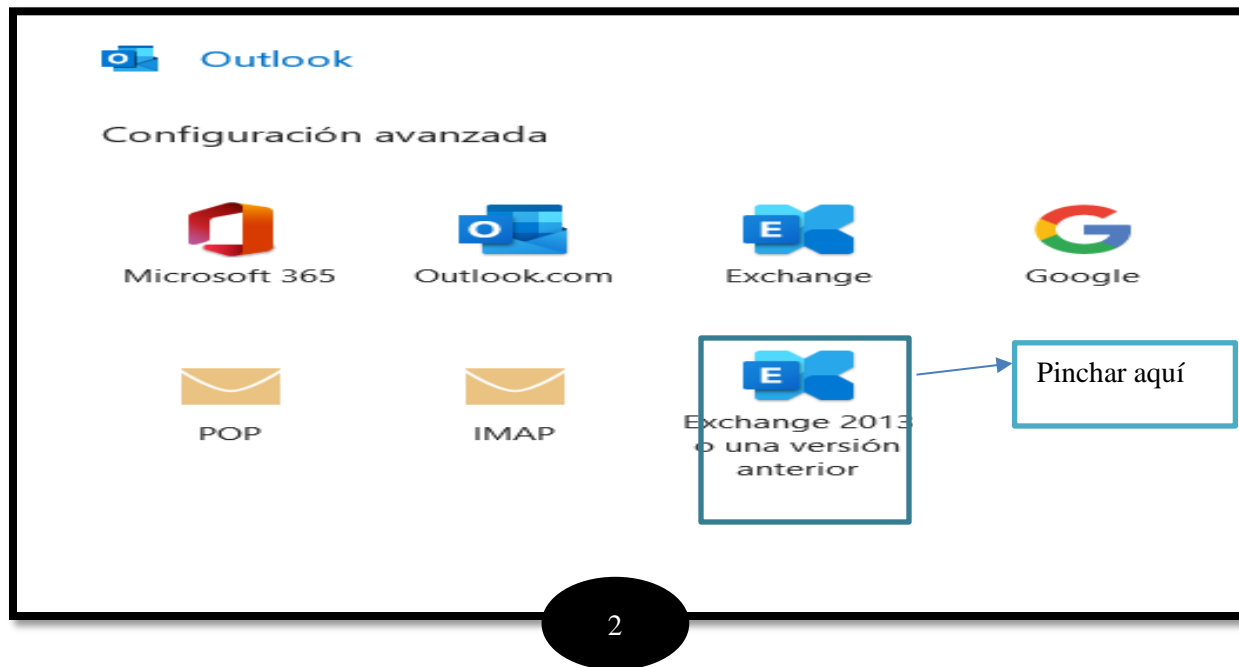 Outlook
Configuración avanzada
Microsoft 365
Outlook.com
Exchange
Google
POP
IMAP
Exchange 2013
o una versión
anterior
Pinchar aquí
2